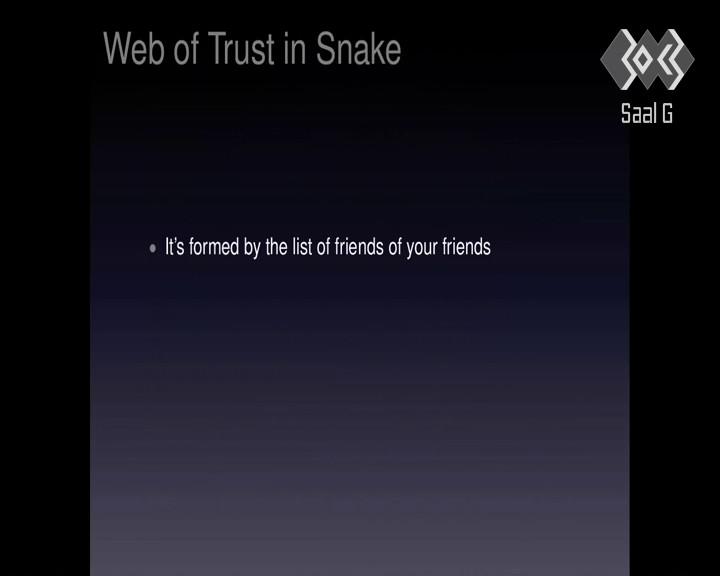 Web of Trust in Snake
Saal G
• It's formed by the list of friends of your friends